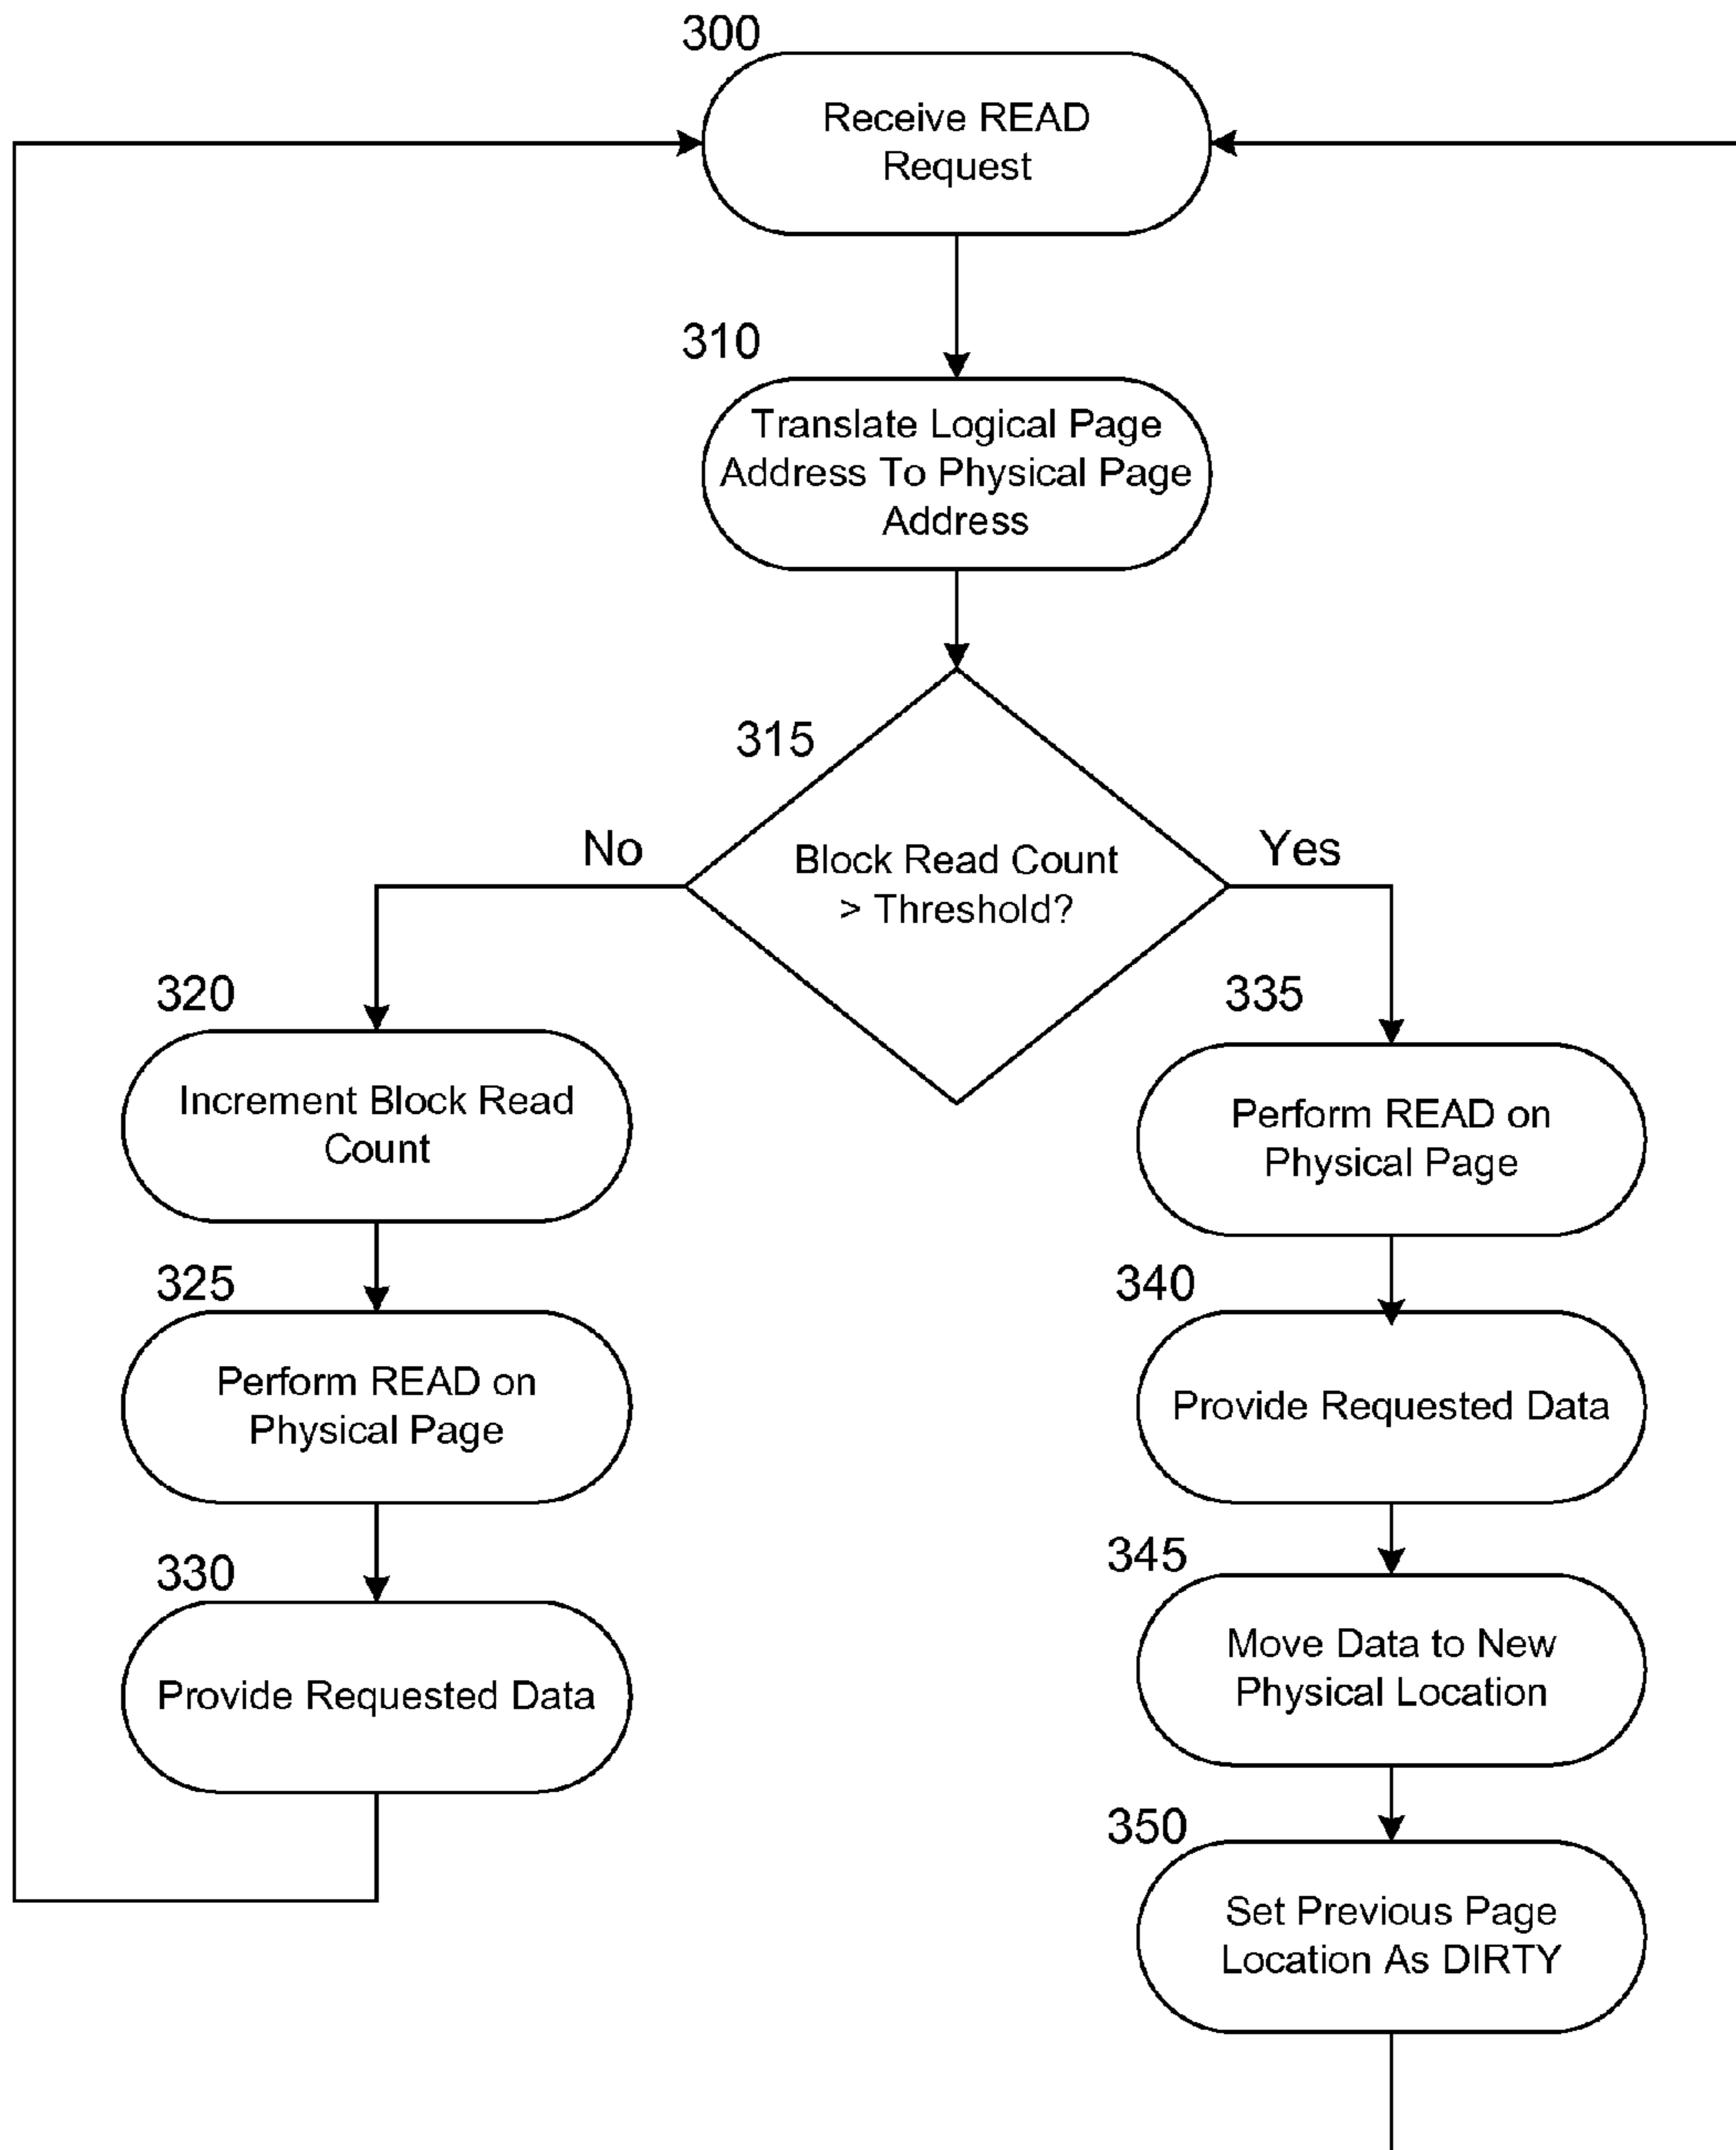 300
Receive READ
Request
310
Translate Logical Page
Address To Physical Page
Address
315
Block Read Count
> Threshold?
No
Yes
320
Increment Block Read
Count
325
Perform READ on
Physical Page
330
Provide Requested Data
335
Perform READ on
Physical Page
340
Provide Requested Data
345
Move Data to New
Physical Location
350
Set Previous Page
Location As DIRTY